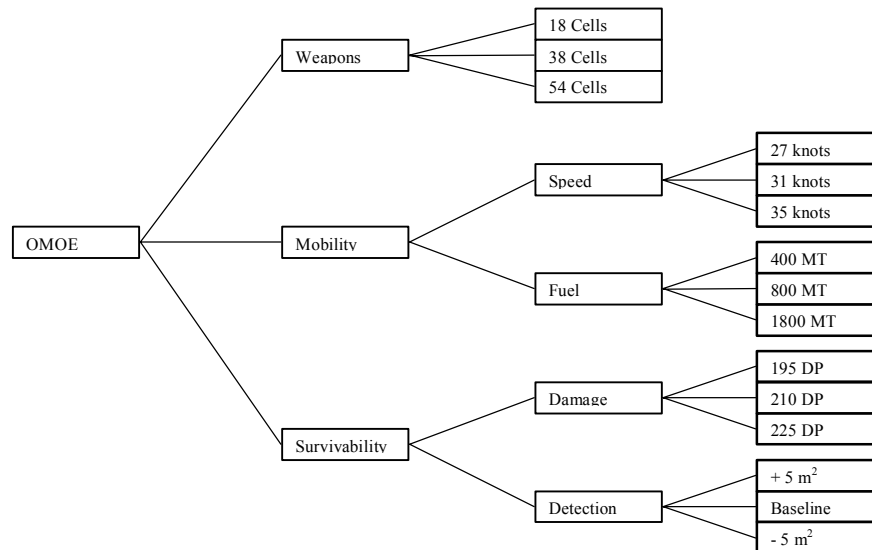 18 Cells
Weapons
38 Cells
54 Cells
27 knots
Speed
31 knots
35 knots
OMOE
Mobility
400 MT
Fuel
800 MT
1800 MT
195 DP
Damage
210 DP
225 DP
Survivability
+ 5 m²
Detection
Baseline
- 5 m²